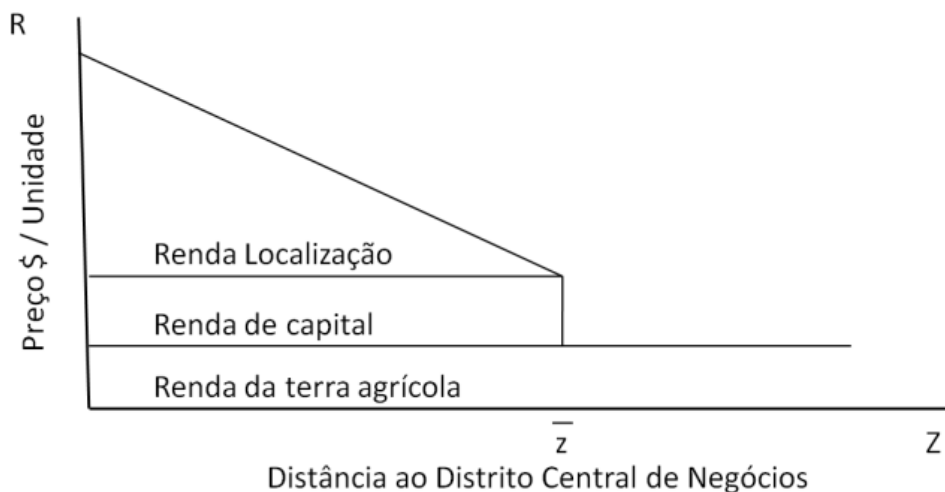 R
Preço $ / Unidade
Renda Localização
Renda de capital
Renda da terra agrícola
z̅
Z
Distância ao Distrito Central de Negócios